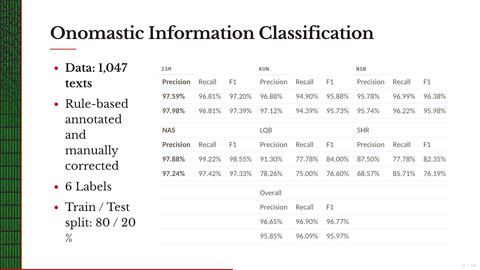 Onomastic Information Classification
• Data: 1,047
texts
• Rule-based
annotated
and
manually
corrected
• 6 Labels
• Train / Test
split: 80 / 20
%
ISM KUN NSB
Precision Recall F1 Precision Recall F1 Precision Recall F1
97.59% 96.81% 97.20% 96.88% 94.90% 95.88% 95.78% 96.99% 96.38%
97.98% 96.81% 97.39% 97.12% 94.39% 95.73% 95.74% 96.22% 95.98%
NAS LQB SHR
Precision Recall F1 Precision Recall F1 Precision Recall F1
97.88% 99.22% 98.55% 91.30% 77.78% 84.00% 87.50% 77.78% 82.35%
97.24% 97.42% 97.33% 78.26% 75.00% 76.60% 68.57% 85.71% 76.19%
Overall
Precision Recall F1
96.65% 96.90% 96.77%
95.85% 96.09% 95.97%